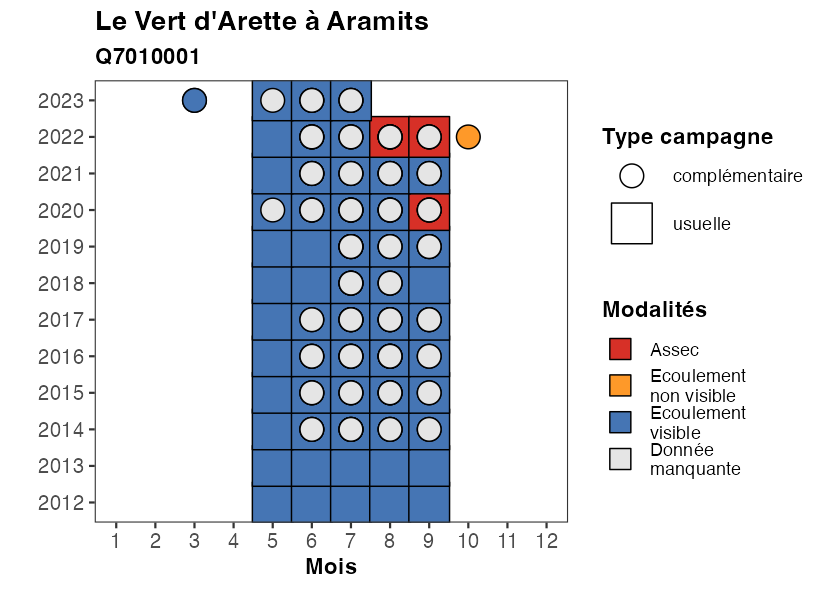 Le Vert d'Arette à Aramits
Q7010001
2023
2022
2021
2020
2019
2018
2017
2016
2015
2014
2013
2012
1 2 3 4 5 6 7 8 9 10 11 12
Mois
Type campagne
complémentaire
usuelle
Modalités
Assec
Ecoulement
non visible
Ecoulement
visible
Donnée
manquante